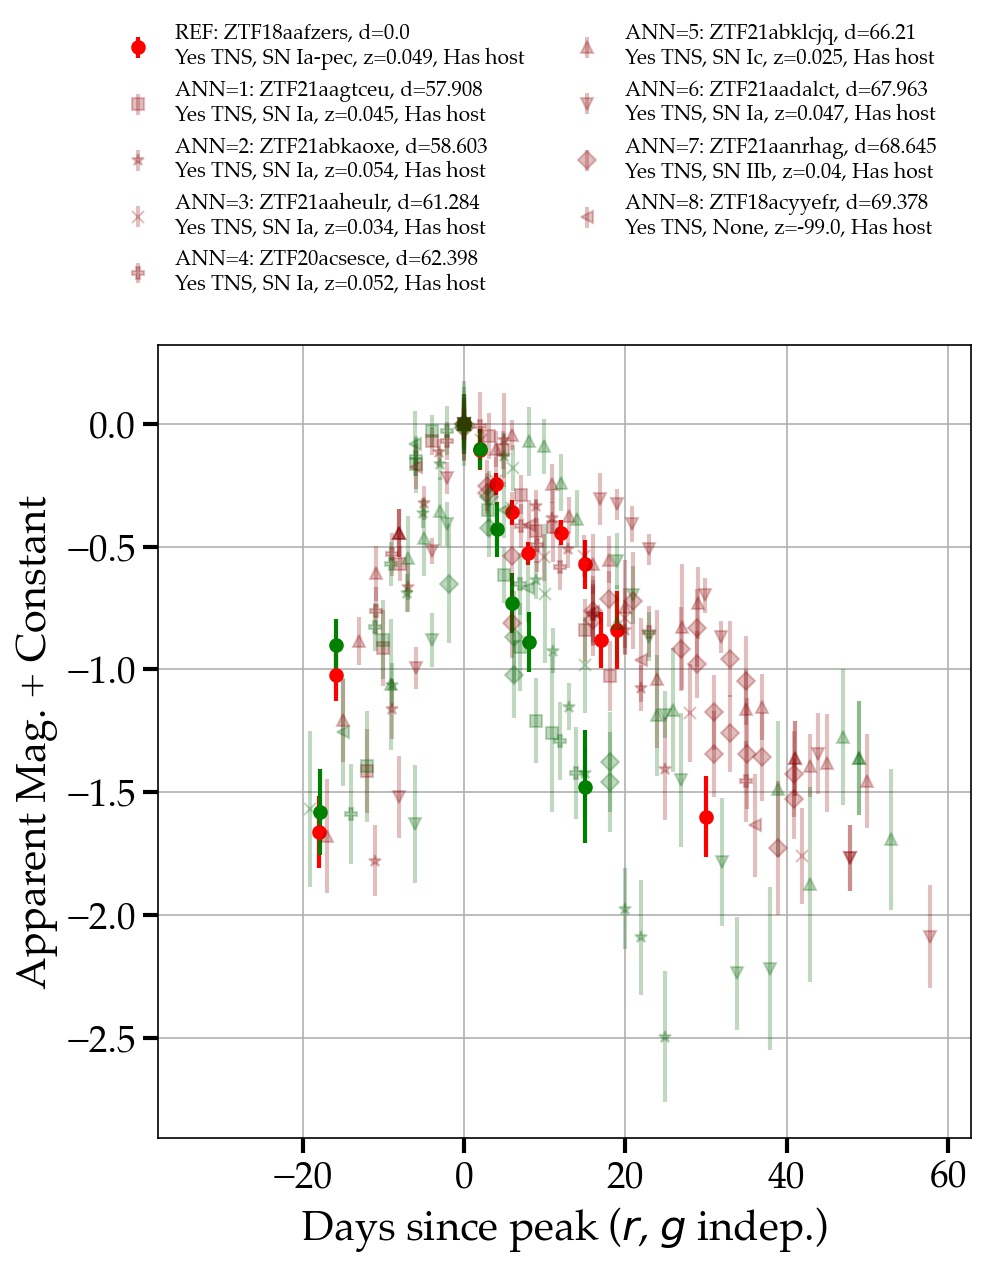 REF: ZTF18aafzers, d=0.0
Yes TNS, SN Ia-pec, z=0.049, Has host
ANN=1: ZTF21aagtceu, d=57.908
Yes TNS, SN Ia, z=0.045, Has host
ANN=2: ZTF21abkaoxe, d=58.603
Yes TNS, SN Ia, z=0.054, Has host
ANN=3: ZTF21aaheulr, d=61.284
Yes TNS, SN Ia, z=0.034, Has host
ANN=4: ZTF20acsesce, d=62.398
Yes TNS, SN Ia, z=0.052, Has host
ANN=5: ZTF21abklcjq, d=66.21
Yes TNS, SN Ic, z=0.025, Has host
ANN=6: ZTF21aadalct, d=67.963
Yes TNS, SN Ia, z=0.047, Has host
ANN=7: ZTF21aanrhag, d=68.645
Yes TNS, SN IIb, z=0.04, Has host
ANN=8: ZTF18acyyefr, d=69.378
Yes TNS, None, z=-99.0, Has host
Apparent Mag. + Constant
0.0
−0.5
−1.0
−1.5
−2.0
−2.5
−20 0 20 40 60
Days since peak (r, g indep.)